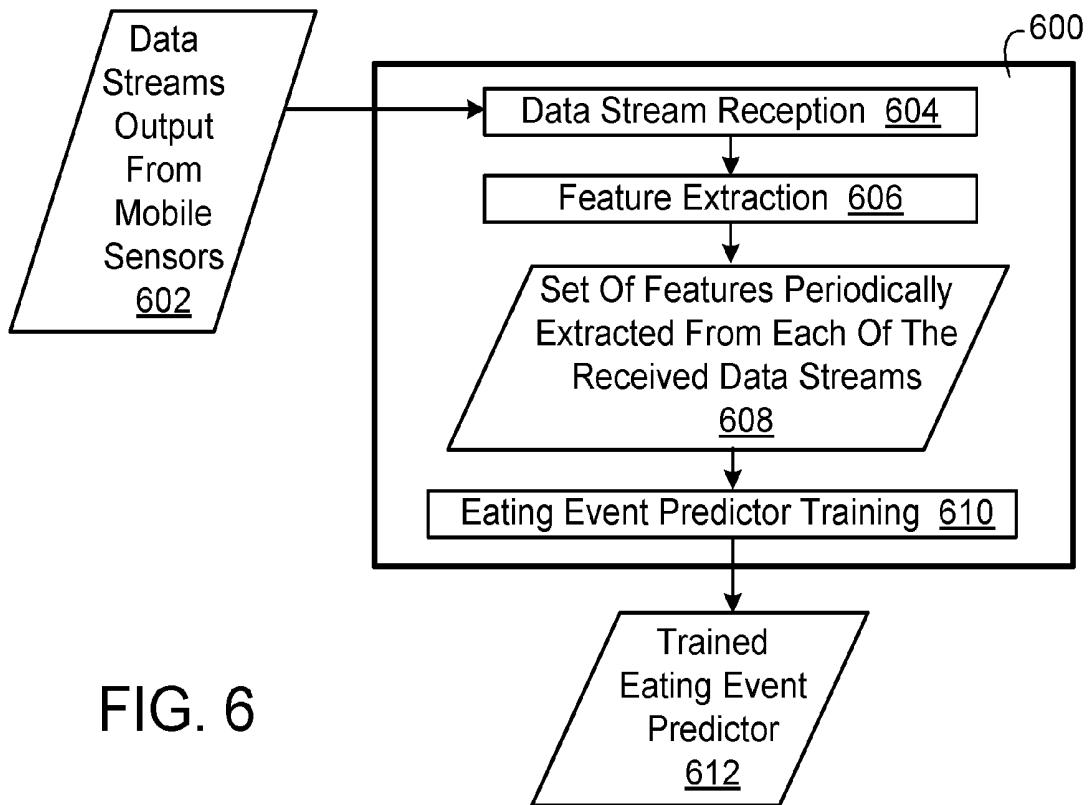 600
Data
Streams
Output
From
Mobile
Sensors
602
Data Stream Reception 604
Feature Extraction 606
Set Of Features Periodically
Extracted From Each Of The
Received Data Streams
608
Eating Event Predictor Training 610
Trained
Eating Event
Predictor
612
FIG. 6